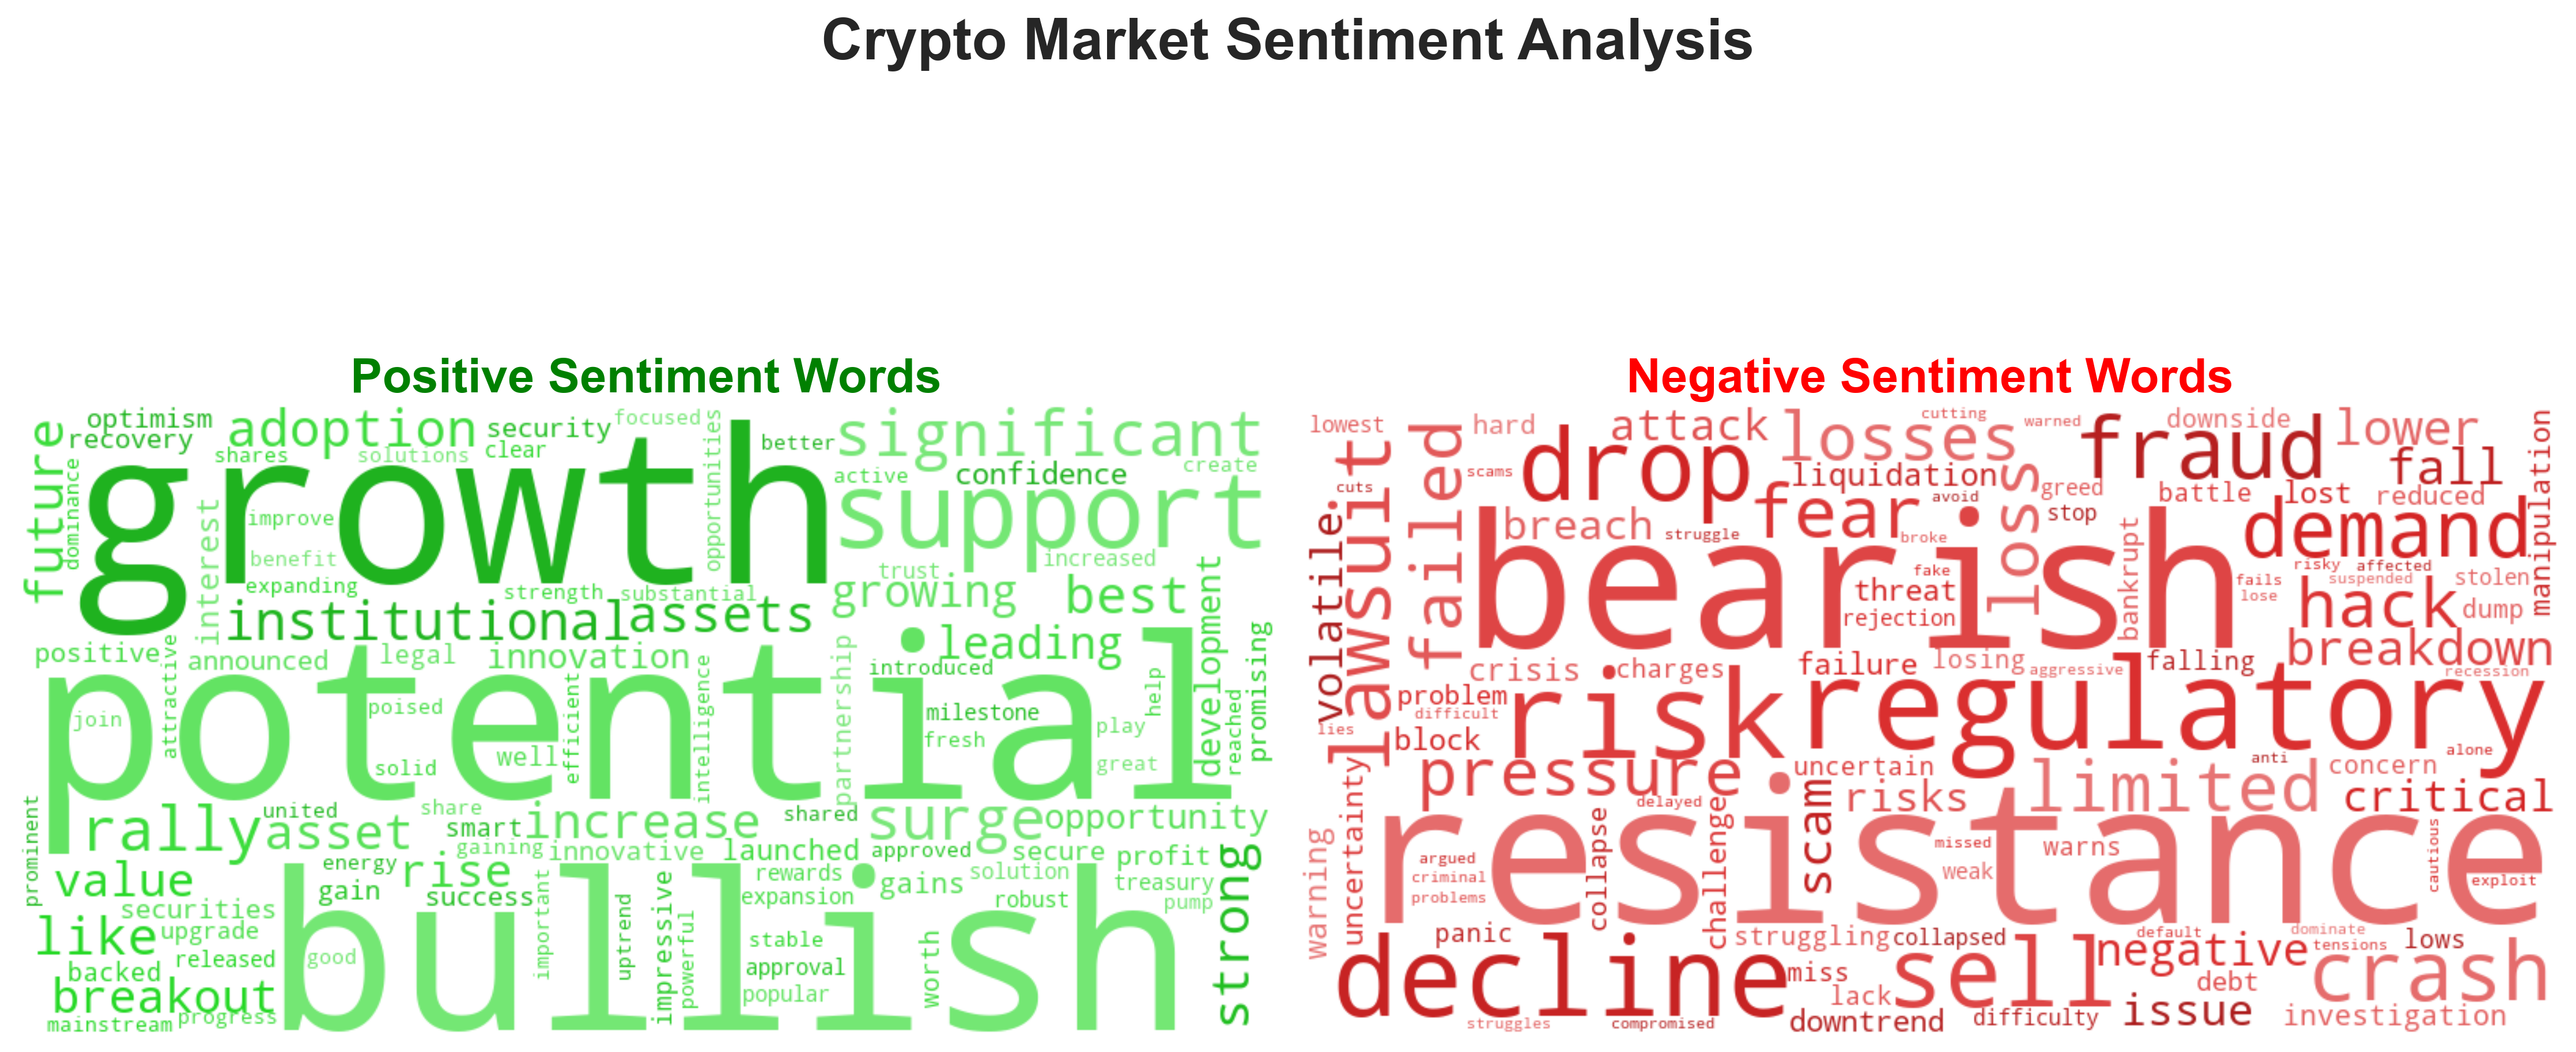 Crypto Market Sentiment Analysis
Positive Sentiment Words
future
optimism
recovery
dominance
adoption
shares
solutions
security
clear
focused
opportunities
better
significant
active
confidence
create
growth
support
interest
improve
benefit
expanding
increased
trust
strength
substantial
growing
best
development
institutional
assets
leading
promising
positive
attractive
announced
legal
innovation
introduced
partnership
potential
join
poised
solid
well
efficient
intelligence
milestone
fresh
play
help
great
reached
prominent
rally
united
asset
share
smart
increase
shared
surge
opportunity
gaining
innovative
launched
approved
secure
profit
value
energy
gain
rise
success
rewards
expansion
gains
solution
robust
treasury
pump
strong
like
securities
upgrade
released
backed
breakout
mainstream
progress
bullish
good
important
uptrend
impressive
powerful
stable
approval
popular
worth
Negative Sentiment Words
lowest
hard
attack
cutting
warned
losses
fraud
downside
lower
manipulation
cuts
lawsuit
failed
scams
drop
liquidation
fear
avoid
loss
greed
stop
battle
lost
reduced
fall
volatile
breach
struggle
broke
bearish
bankrupt
demand
fake
threat
rejection
risky
affected
suspended
stolen
fails
lose
hack
dump
breakdown
crisis
charges
failure
losing
aggressive
falling
recession
problem
difficult
lies
block
risk
regulatory
alone
pressure
uncertain
anti
concern
uncertainty
delayed
challenge
scam
risks
limited
critical
warning
collapse
resistance
argued
criminal
problems
missed
weak
warns
cautious
exploit
panic
struggling
collapsed
default
dominate
tensions
lows
decline
miss
lack
sell
negative
debt
crash
struggles
compromised
downtrend
difficulty
issue
investigation